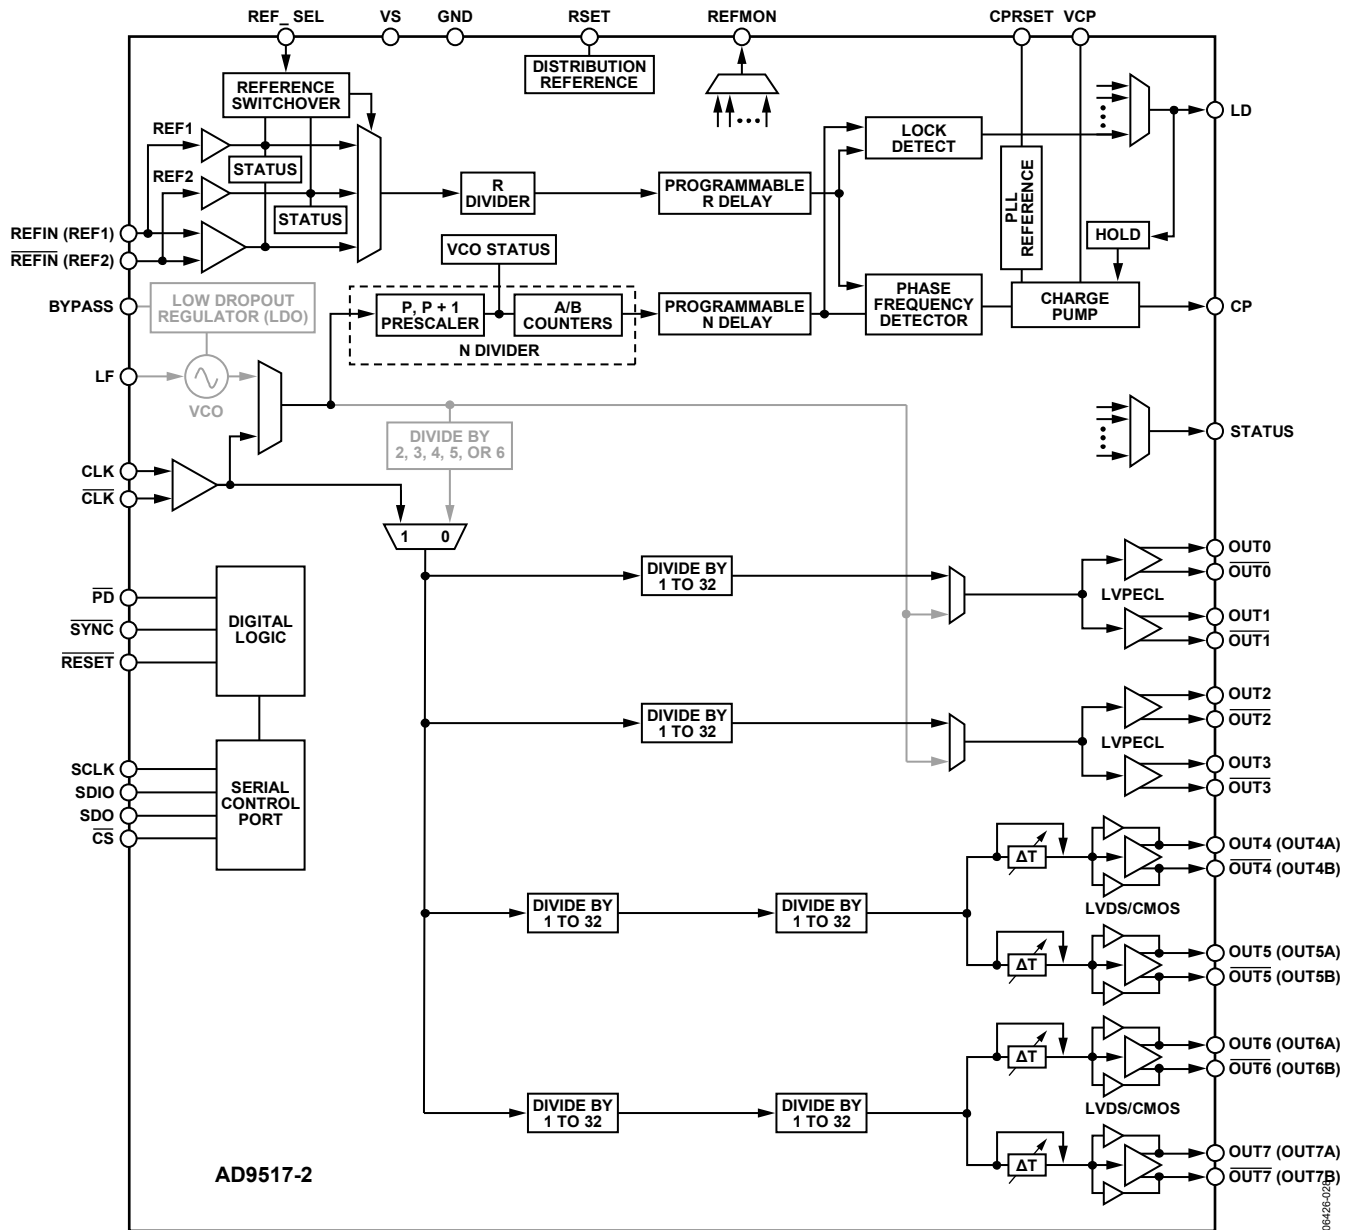 REF_ SEL
VS
GND
RSET
REFMON
CPRSET
VCP
DISTRIBUTION
REFERENCE
REFERENCE
SWITCHOVER
REF1
STATUS
REF2
STATUS
R
DIVIDER
PROGRAMMABLE
R DELAY
LOCK
DETECT
LD
PLL
REFERENCE
HOLD
REFIN (REF1)
REFIN (REF2)
VCO STATUS
BYPASS
LOW DROPOUT
REGULATOR (LDO)
P, P + 1
PRESCALER
A/B
COUNTERS
N DIVIDER
PROGRAMMABLE
N DELAY
PHASE
FREQUENCY
DETECTOR
CHARGE
PUMP
CP
LF
VCO
DIVIDE BY
2, 3, 4, 5, OR 6
STATUS
CLK
CLK
1
0
PD
SYNC
RESET
DIGITAL
LOGIC
DIVIDE BY
1 TO 32
LVPECL
OUT0
OUT0
OUT1
OUT1
DIVIDE BY
1 TO 32
LVPECL
OUT2
OUT2
OUT3
OUT3
SCLK
SDIO
SDO
CS
SERIAL
CONTROL
PORT
DIVIDE BY
1 TO 32
DIVIDE BY
1 TO 32
ΔT
OUT4 (OUT4A)
OUT4 (OUT4B)
LVDS/CMOS
ΔT
OUT5 (OUT5A)
OUT5 (OUT5B)
DIVIDE BY
1 TO 32
DIVIDE BY
1 TO 32
ΔT
OUT6 (OUT6A)
OUT6 (OUT6B)
LVDS/CMOS
ΔT
OUT7 (OUT7A)
OUT7 (OUT7B)
AD9517-2
06426-028